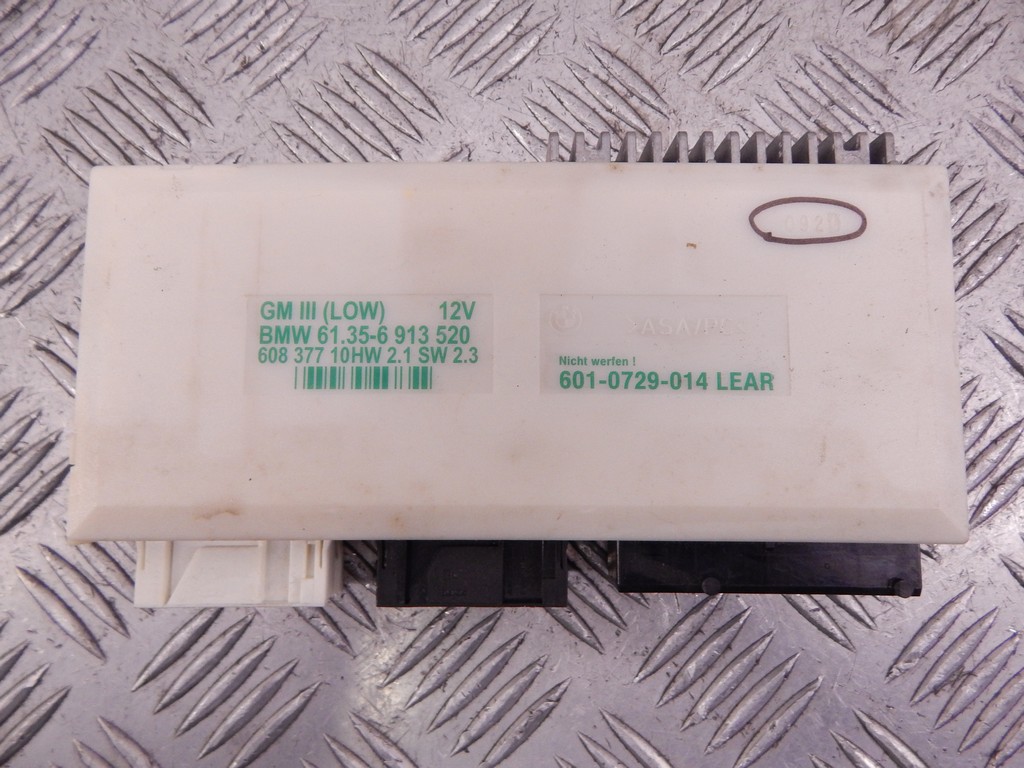 GM III (LOW) 12V
BMW 61.35-6 913 520
608 377 10HW 2.1 SW 2.3
Nicht werfen !
601-0729-014 LEAR